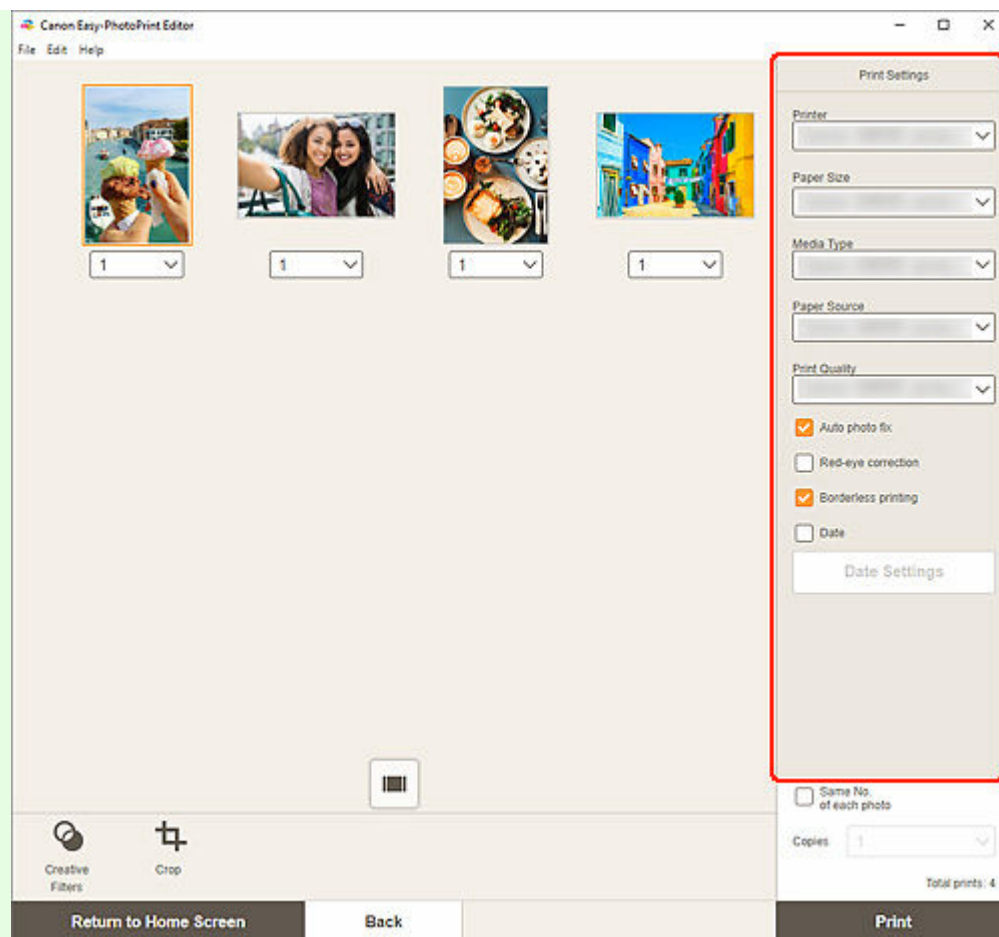 Canon Easy-PhotoPrint Editor
File Edit Help
Print Settings
Printer
Paper Size
1 1 1 1
Media Type
Paper Source
Print Quality
Auto photo fix
Red-eye correction
Borderless printing
Date
Date Settings
Same No.
of each photo
Copies 1
Creative
Filters
Crop
Total prints: 4
Return to Home Screen
Back
Print